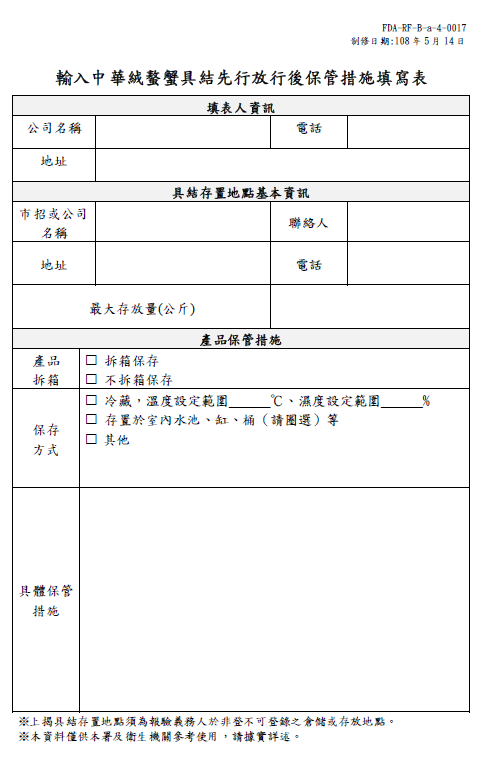 FDA-RF-B-a-4-0017
制修日期:108年5月14日
輸入中華絨螯蟹具結先行放行後保管措施填寫表
填表人資訊
公司名稱
電話
地址
具結存置地點基本資訊
市招或公司
名稱
聯絡人
地址
電話
最大存放量(公斤)
產品保管措施
產品
拆箱
□ 拆箱保存
□ 不拆箱保存
保存
方式
□ 冷藏，溫度設定範圍______℃、濕度設定範圍______%
□ 存置於室內水池、缸、桶（請圈選）等
□ 其他
具體保管
措施
※上揭具結存置地點須為報驗義務人於非登不可登錄之倉儲或存放地點。
※本資料僅供本署及衛生機關參考使用，請據實詳述。